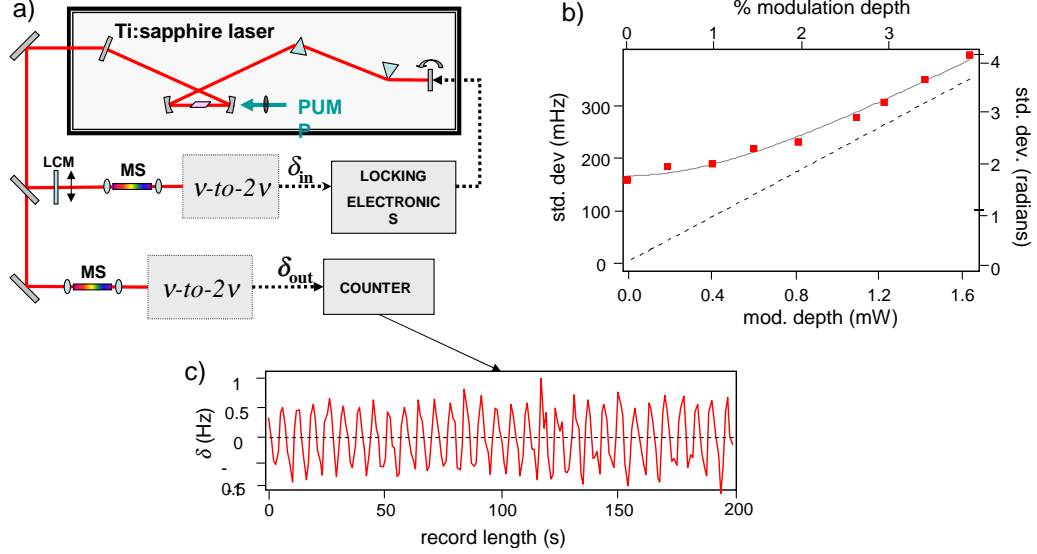 a)
Ti:sapphire laser
PUM
P
LCM
MS
ν-to-2ν
δin
LOCKING
ELECTRONIC
S
MS
ν-to-2ν
δout
COUNTER
b)
% modulation depth
0 1 2 3
std. dev (mHz)
300
200
100
0
4
3
2
1
0
std. dev. (radians)
0.0 0.4 0.8 1.2 1.6
mod. depth (mW)
c)
δ (Hz)
1
0.5
0
-
0.5
0 50 100 150 200
record length (s)